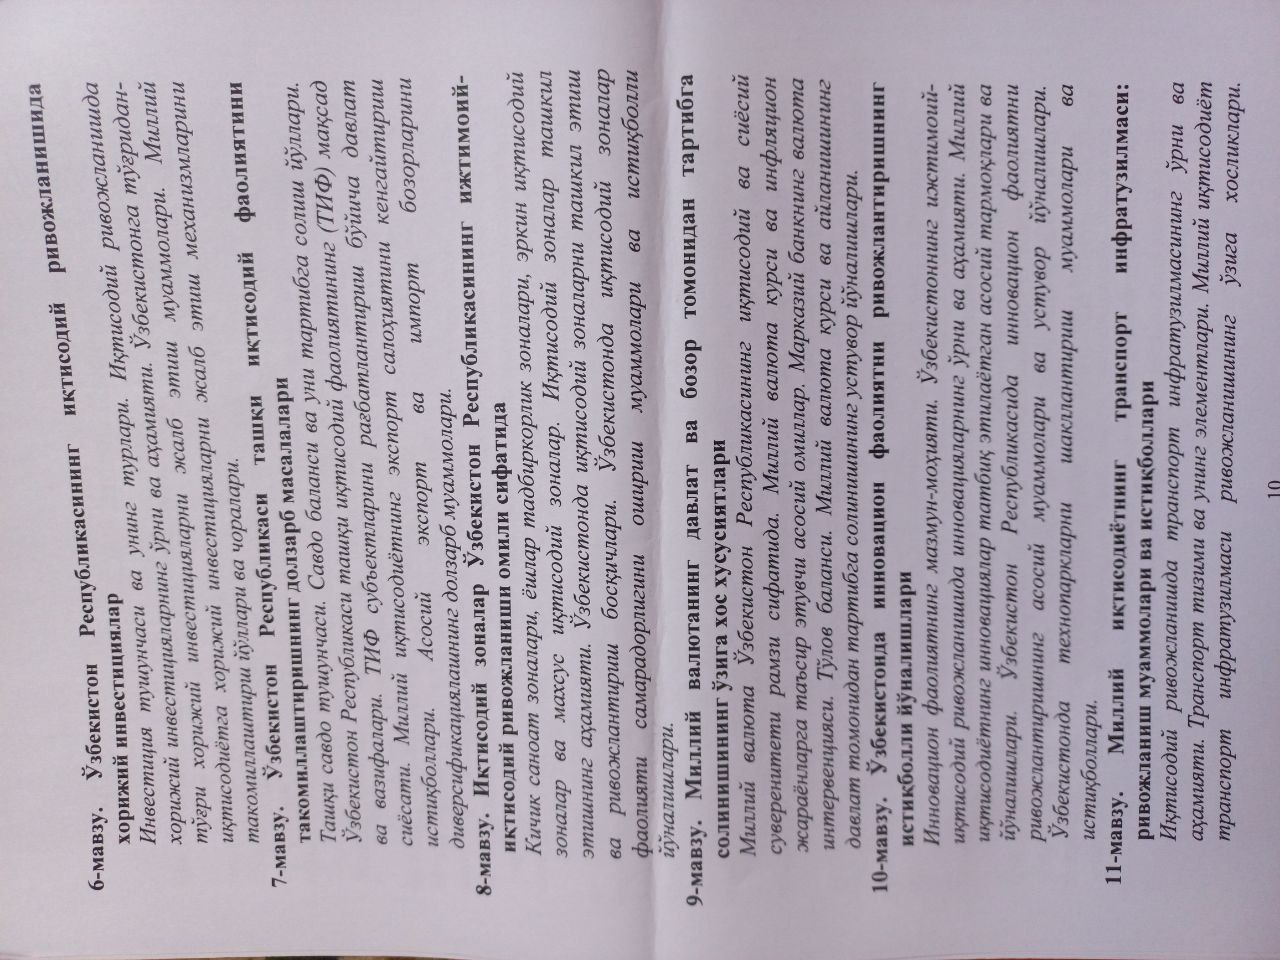 6-мавзу. Ўзбекистон Республикасининг иқтисодий ривожланишида
хорижий инвестициялар
Инвестиция тушунчаси ва унинг турлари. Иқтисодий ривожланишида
хорижий инвестицияларнинг ўрни ва аҳамияти. Ўзбекистонга тўғридан-
тўғри хорижий инвестицияларни жалб этиш муаммолари. Миллий
иқтисодиётга хорижий инвестицияларни жалб этиш механизмларини
такомиллаштириш йўллари ва чоралари.
7-мавзу. Ўзбекистон Республикаси ташқи иқтисодий фаолиятини
такомиллаштиришнинг долзарб масалалари
Ташқи савдо тушунчаси. Савдо баланси ва уни тартибга солиш йўллари.
Ўзбекистон Республикаси ташқи иқтисодий фаолиятининг (ТИФ) мақсад
ва вазифалари. ТИФ субъектларини рағбатлантириш бўйича давлат
сиёсати. Миллий иқтисодиётнинг экспорт салоҳиятини кенгайтириш
истиқболлари. Асосий экспорт ва импорт бозорларини
диверсификациялашнинг долзарб муаммолари.
8-мавзу. Иқтисодий зоналар Ўзбекистон Республикасининг ижтимоий-
иқтисодий ривожланиши омили сифатида
Кичик саноат зоналари, ёшлар тадбиркорлик зоналари, эркин иқтисодий
зоналар ва махсус иқтисодий зоналар. Иқтисодий зоналар ташкил
этишнинг аҳамияти. Ўзбекистонда иқтисодий зоналарни ташкил этиш
ва ривожлантириш босқичлари. Ўзбекистонда иқтисодий зоналар
фаолияти самарадорлигини ошириш муаммолари ва истиқболли
йўналишлари.
9-мавзу. Миллий валютанинг давлат ва бозор томонидан тартибга
солинишининг ўзига хос хусусиятлари
Миллий валюта Ўзбекистон Республикасининг иқтисодий ва сиёсий
суверенитети рамзи сифатида. Миллий валюта курси ва инфляцион
жараёнларга таъсир этувчи асосий омиллар. Марказий банкнинг валюта
интервенцияси. Тўлов баланси. Миллий валюта курси ва айланишининг
давлат томонидан тартибга солинишининг устувор йўналишлари.
10-мавзу. Ўзбекистонда инновацион фаолиятни ривожлантиришнинг
истиқболли йўналишлари
Инновацион фаолиятнинг мазмун-моҳияти. Ўзбекистоннинг ижтимоий-
иқтисодий ривожланишида инновацияларнинг ўрни ва аҳамияти. Миллий
иқтисодиётнинг инновациялар татбиқ этилаётган асосий тармоқлари ва
йўналишлари. Ўзбекистон Республикасида инновацион фаолиятни
ривожлантиришнинг асосий муаммолари ва устувор йўналишлари.
Ўзбекистонда технопаркларни шакллантириш муаммолари ва
истиқболлари.
11-мавзу. Миллий иқтисодиётнинг транспорт инфратузилмаси:
ривожланиш муаммолари ва истиқболлари
Иқтисодий ривожланишда транспорт инфратузилмасининг ўрни ва
аҳамияти. Транспорт тизими ва унинг элементлари. Миллий иқтисодиёт
транспорт инфратузилмаси ривожланишининг ўзига хосликлари.
10